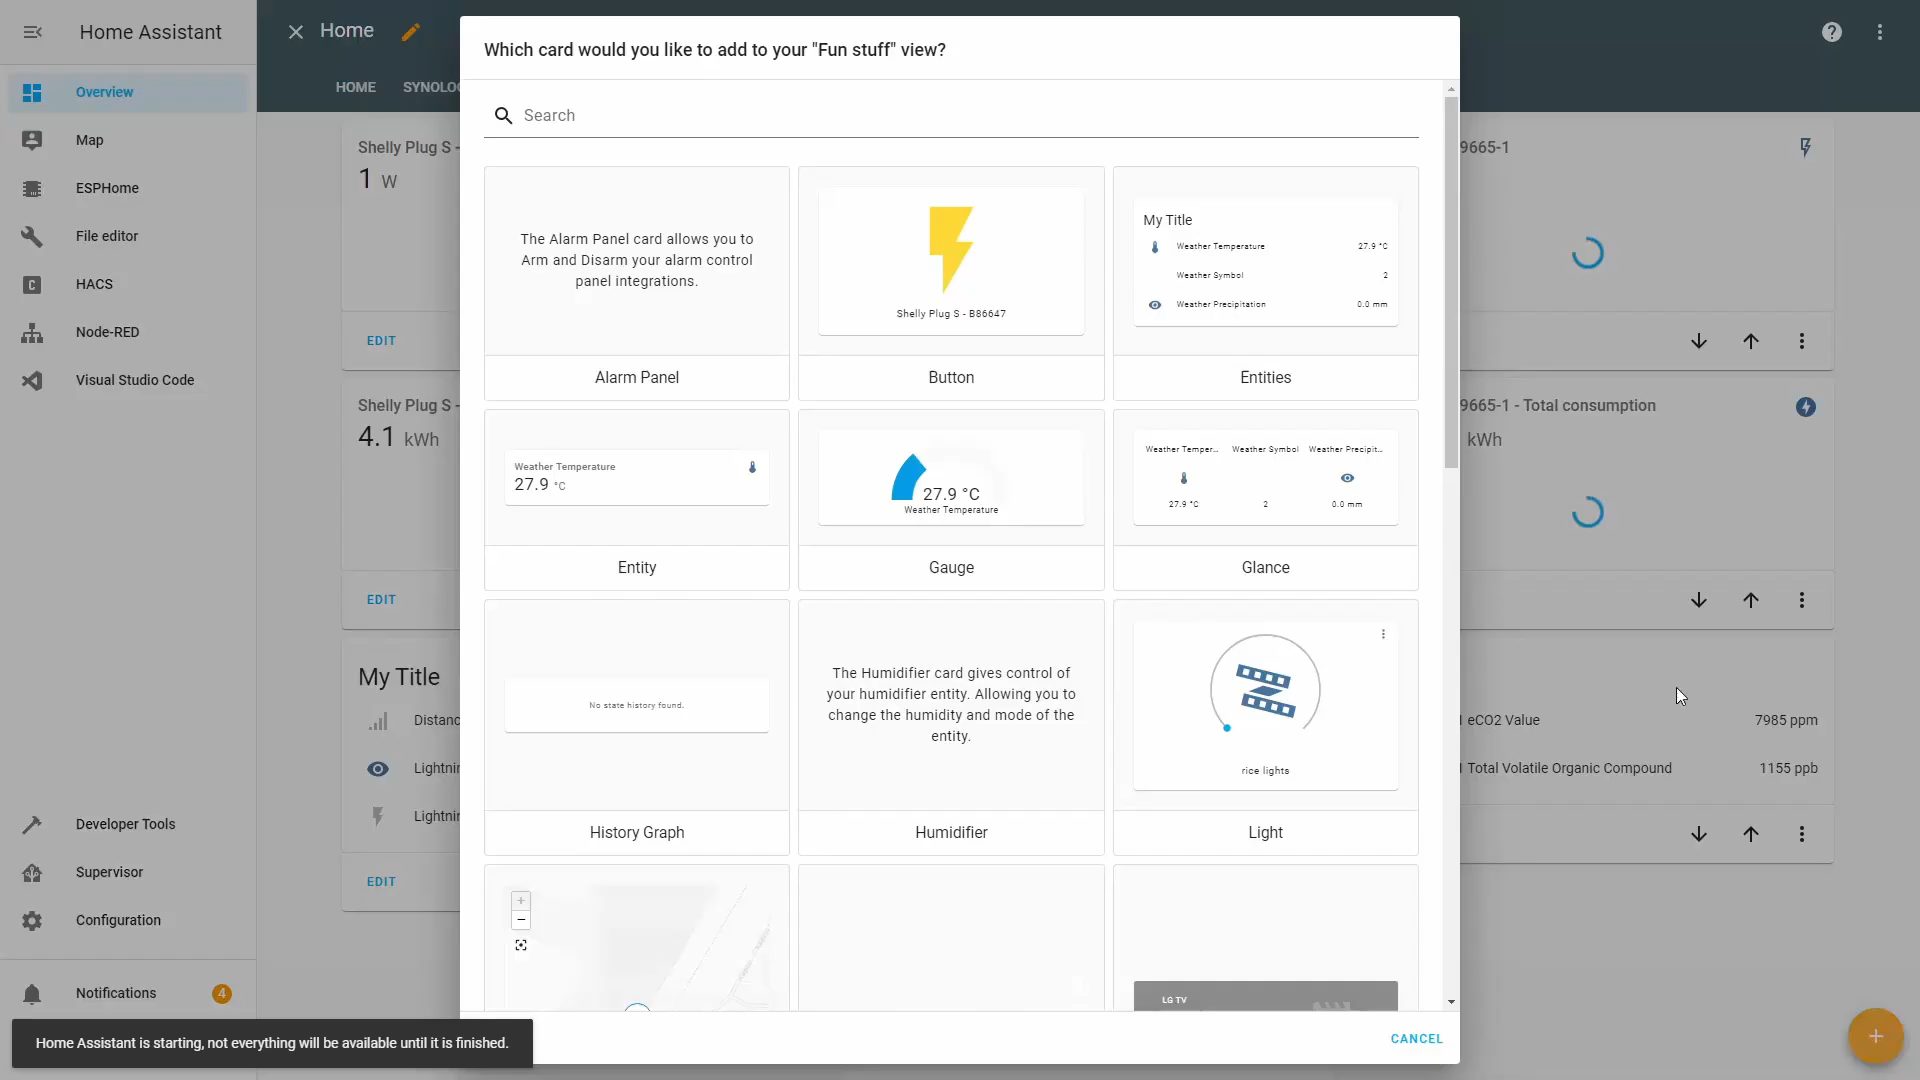 Home Assistant
Overview
Map
ESPHome
File editor
HACS
Node-RED
Visual Studio Code
Developer Tools
Supervisor
Configuration
Notifications
4
Home Assistant is starting, not everything will be available until it is finished.
Home
HOME
SYNOLO
Shelly Plug S -
1 W
EDIT
Shelly Plug S -
4.1 kWh
EDIT
My Title
Distanc
Lightnin
Lightnin
EDIT
Which card would you like to add to your "Fun stuff" view?
Search
The Alarm Panel card allows you to
Arm and Disarm your alarm control
panel integrations.
Alarm Panel
Shelly Plug S - B86647
Button
My Title
Weather Temperature 27.9 °C
Weather Symbol 2
Weather Precipitation 0.0 mm
Entities
Weather Temperature
27.9 °C
Entity
27.9 °C
Weather Temperature
Gauge
Weather Temper... Weather Symbol Weather Precipit...
27.9 °C 2 0.0 mm
Glance
No state history found.
History Graph
The Humidifier card gives control of
your humidifier entity. Allowing you to
change the humidity and mode of the
entity.
Humidifier
rice lights
Light
+
−
LG TV
CANCEL
9665-1
9665-1 - Total consumption
kWh
eCO2 Value 7985 ppm
Total Volatile Organic Compound 1155 ppb